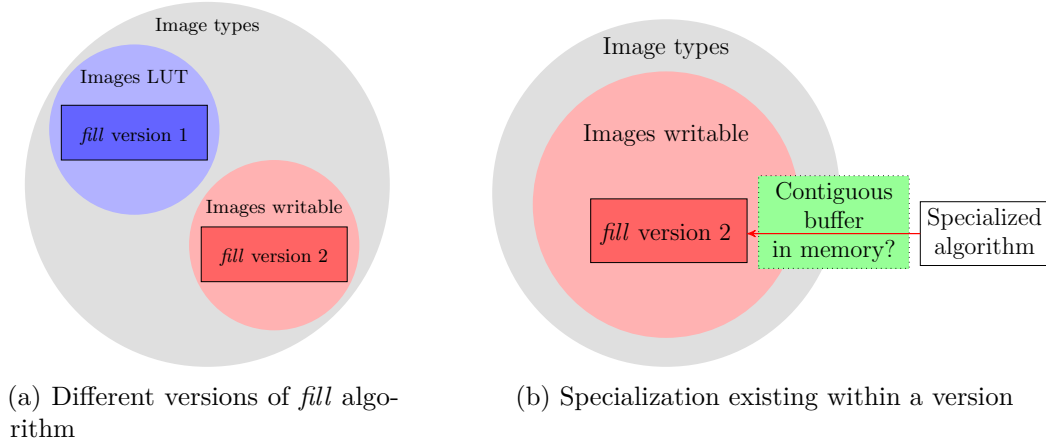 Image types
Images LUT
fill version 1
Images writable
fill version 2
(a) Different versions of fill algo-
rithm
Image types
Images writable
fill version 2
Contiguous
buffer
in memory?
Specialized
algorithm
(b) Specialization existing within a version